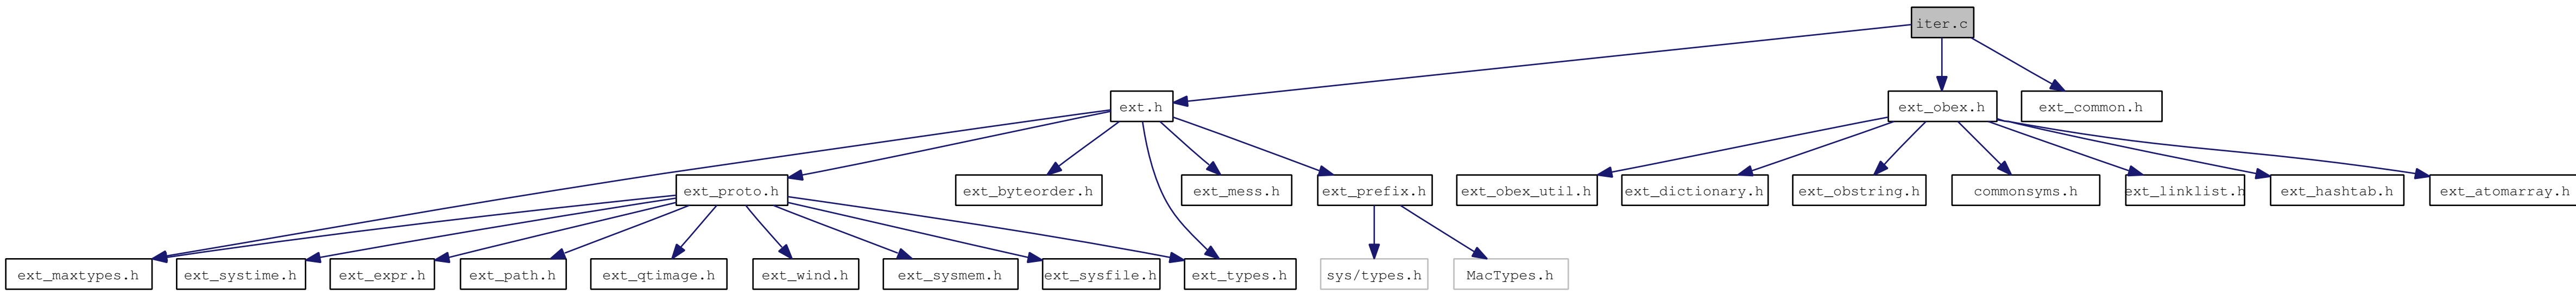 iter.c
ext.h
ext_obex.h
ext_common.h
ext_proto.h
ext_byteorder.h
ext_mess.h
ext_prefix.h
ext_obex_util.h
ext_dictionary.h
ext_obstring.h
commonsyms.h
ext_linklist.h
ext_hashtab.h
ext_atomarray.h
ext_maxtypes.h
ext_systime.h
ext_expr.h
ext_path.h
ext_qtimage.h
ext_wind.h
ext_sysmem.h
ext_sysfile.h
ext_types.h
sys/types.h
MacTypes.h